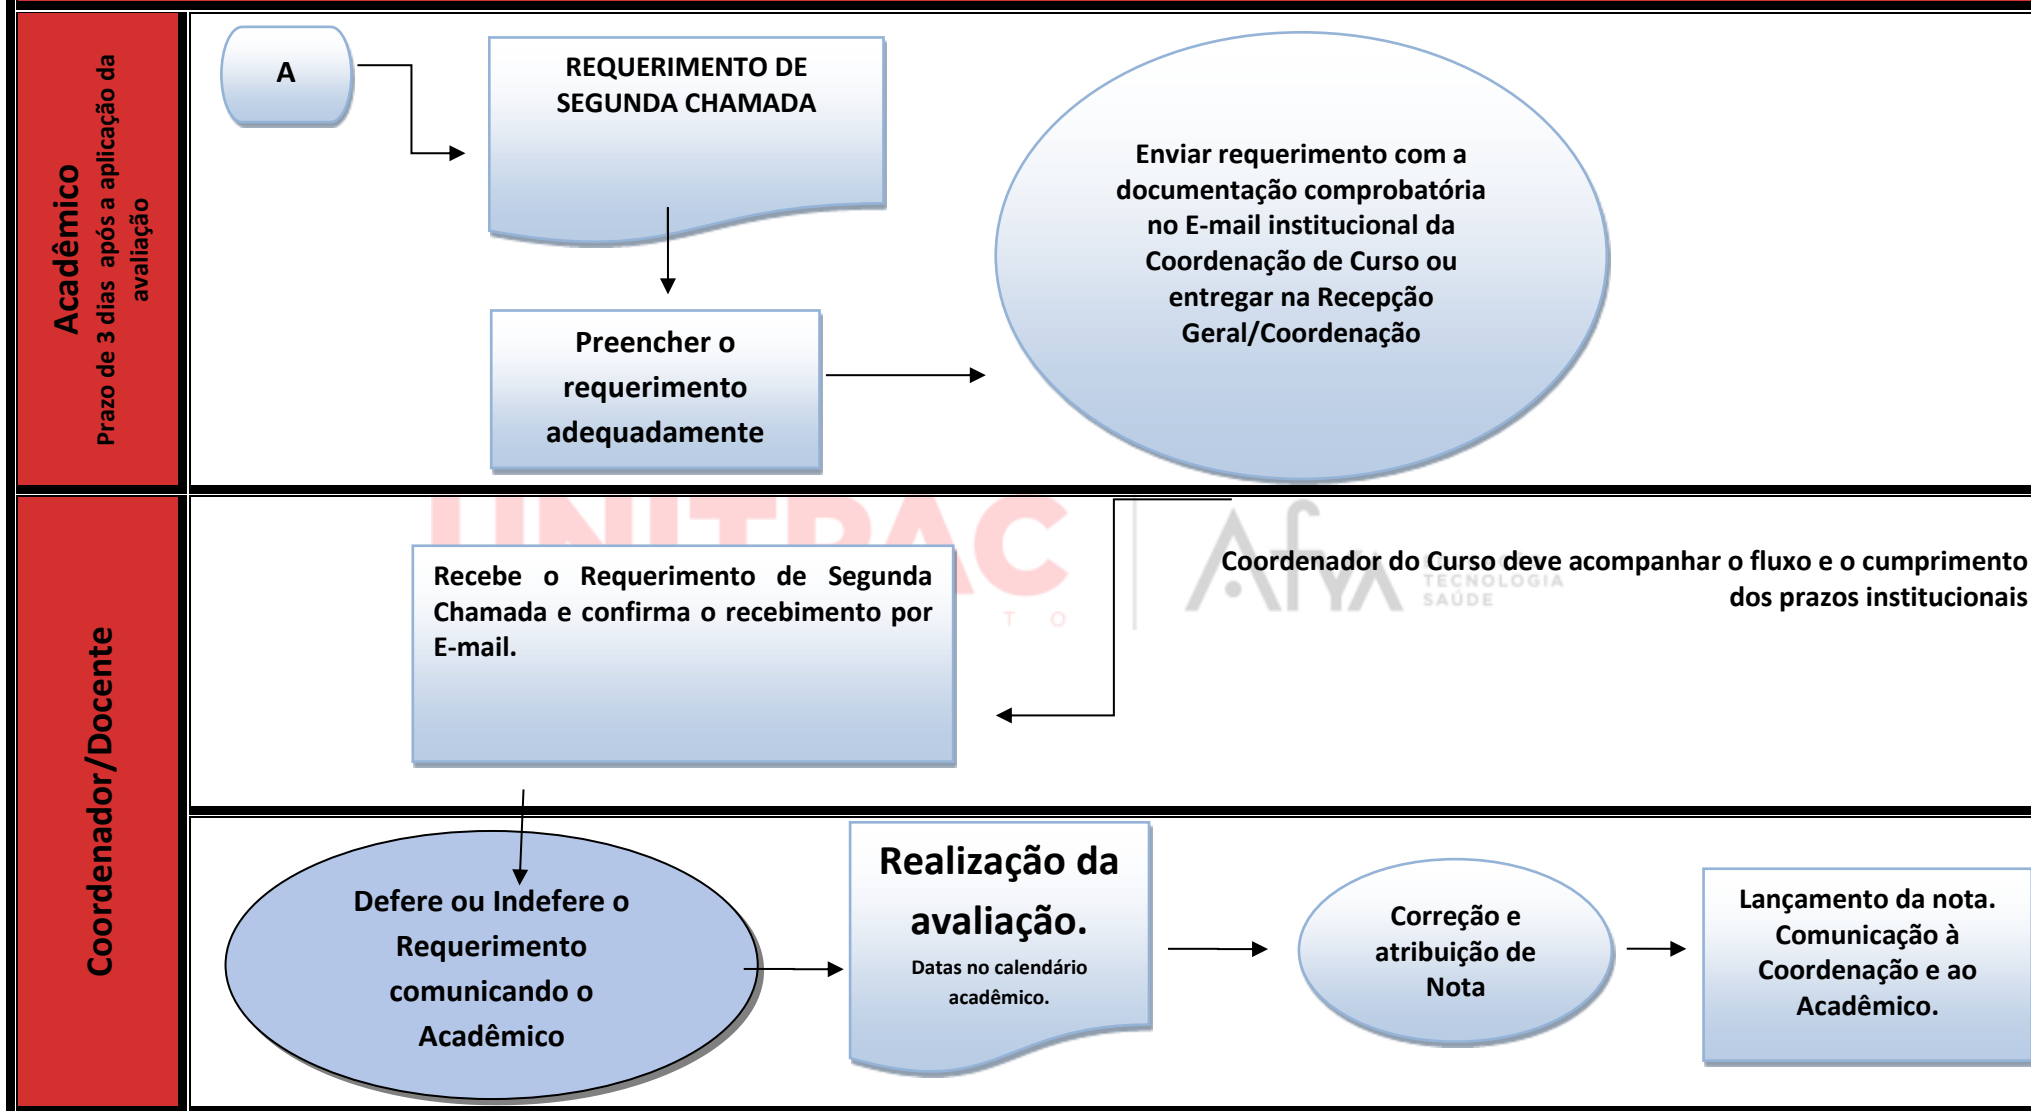 Acadêmico
Prazo de 3 dias após a aplicação da
avaliação
A
REQUERIMENTO DE
SEGUNDA CHAMADA
Preencher o
requerimento
adequadamente
Enviar requerimento com a
documentação comprobatória
no E-mail institucional da
Coordenação de Curso ou
entregar na Recepção
Geral/Coordenação
Coordenador/Docente
UNITPAC
T O
Afya
TECNOLOGIA
SAÚDE
Recebe o Requerimento de Segunda
Chamada e confirma o recebimento por
E-mail.
Coordenador do Curso deve acompanhar o fluxo e o cumprimento
dos prazos institucionais
Defere ou Indefere o
Requerimento
comunicando o
Acadêmico
Realização da
avaliação.
Datas no calendário
acadêmico.
Correção e
atribuição de
Nota
Lançamento da nota.
Comunicação à
Coordenação e ao
Acadêmico.